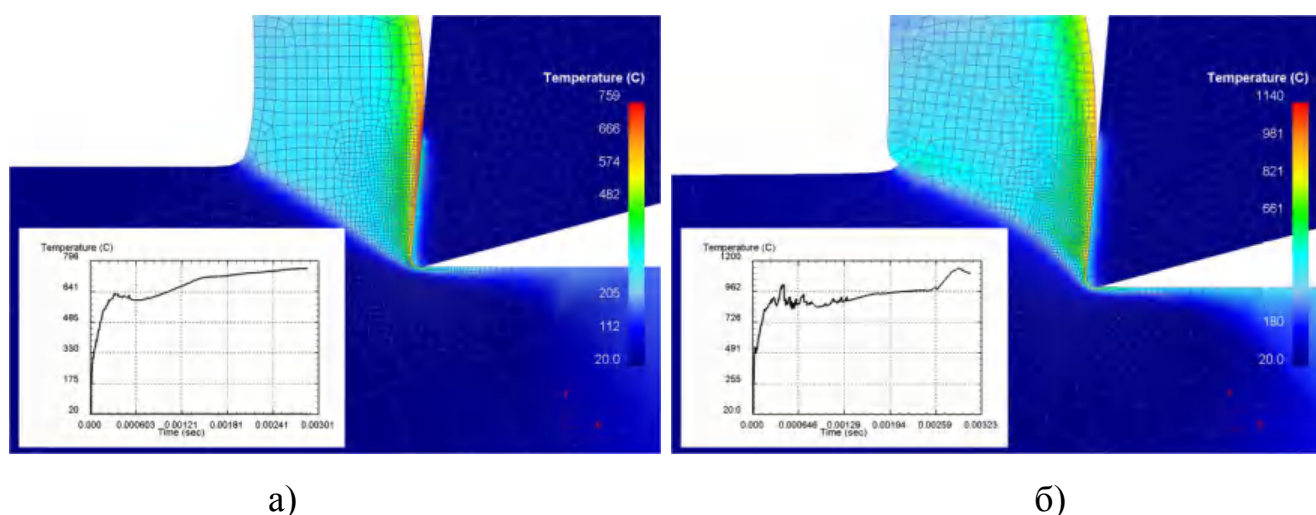 Temperature (C)
759
666
574
482
205
112
20.0
Temperature (C)
796
641
485
330
175
20
0.000 0.000603 0.00121 0.00181 0.00241 0.00301
Time (sec)
Temperature (C)
1140
981
821
661
180
20.0
Temperature (C)
1200
962
726
491
255
20.0
0.000 0.000646 0.00129 0.00194 0.00259 0.00323
Time (sec)
а)
б)